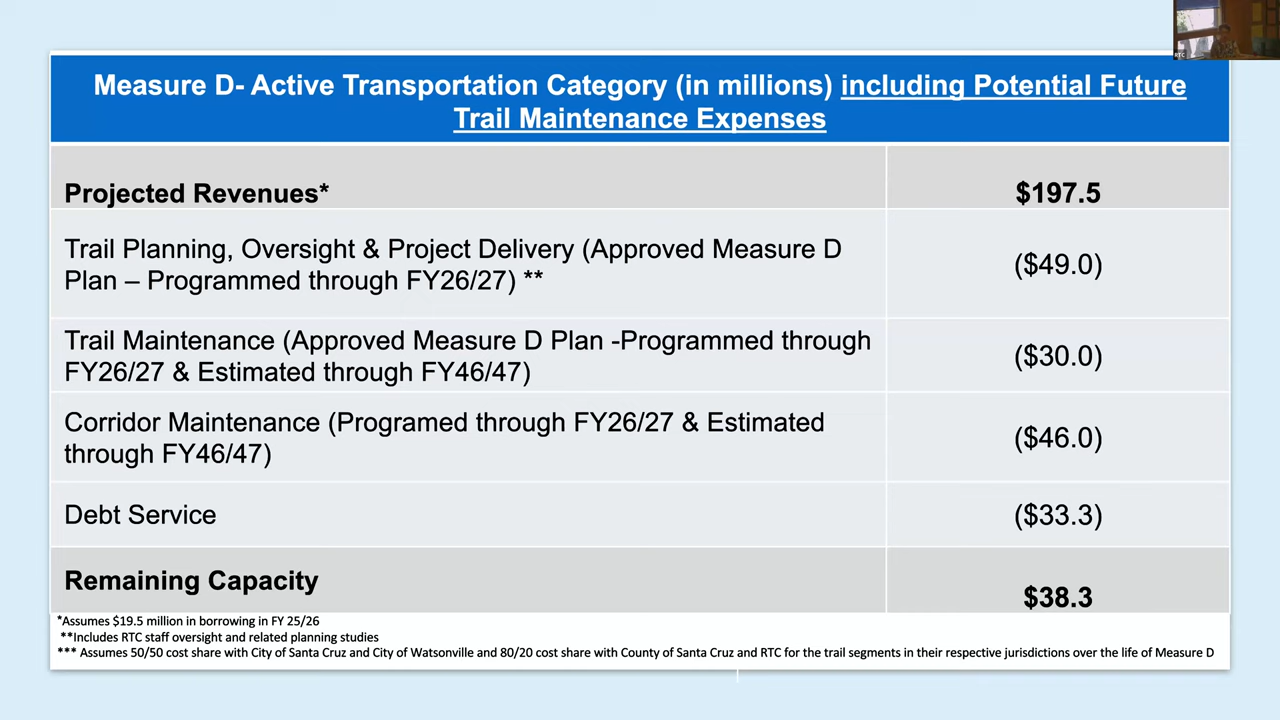 RTC
Measure D- Active Transportation Category (in millions) including Potential Future
Trail Maintenance Expenses
Projected Revenues* $197.5
Trail Planning, Oversight & Project Delivery (Approved Measure D
Plan – Programmed through FY26/27) ** ($49.0)
Trail Maintenance (Approved Measure D Plan -Programmed through
FY26/27 & Estimated through FY46/47) ($30.0)
Corridor Maintenance (Programed through FY26/27 & Estimated
through FY46/47) ($46.0)
Debt Service ($33.3)
Remaining Capacity $38.3
*Assumes $19.5 million in borrowing in FY 25/26
**Includes RTC staff oversight and related planning studies
*** Assumes 50/50 cost share with City of Santa Cruz and City of Watsonville and 80/20 cost share with County of Santa Cruz and RTC for the trail segments in their respective jurisdictions over the life of Measure D